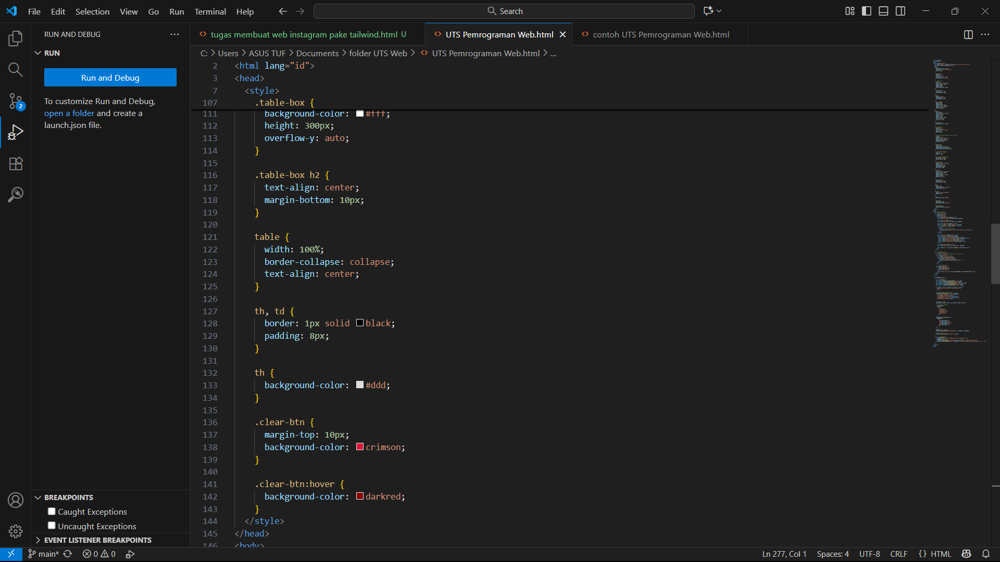 File Edit Selection View Go Run Terminal Help
Search
RUN AND DEBUG
RUN
Run and Debug
To customize Run and Debug,
open a folder and create a
launch.json file.
BREAKPOINTS
Caught Exceptions
Uncaught Exceptions
EVENT LISTENER BREAKPOINTS
2
tugas membuat web instagram pake tailwind.html U
UTS Pemrograman Web.html
contoh UTS Pemrograman Web.html
C: > Users > ASUS TUF > Documents > folder UTS Web > UTS Pemrograman Web.html > ...
2 <html lang="id">
3 <head>
7 <style>
107 .table-box {
111 background-color: #fff;
112 height: 300px;
113 overflow-y: auto;
114 }
115
116 .table-box h2 {
117 text-align: center;
118 margin-bottom: 10px;
119 }
120
121 table {
122 width: 100%;
123 border-collapse: collapse;
124 text-align: center;
125 }
126
127 th, td {
128 border: 1px solid black;
129 padding: 8px;
130 }
131
132 th {
133 background-color: #ddd;
134 }
135
136 .clear-btn {
137 margin-top: 10px;
138 background-color: crimson;
139 }
140
141 .clear-btn:hover {
142 background-color: darkred;
143 }
144 </style>
145 </head>
146 <body>
main* 0 0
Ln 277, Col 1 Spaces: 4 UTF-8 CRLF {} HTML